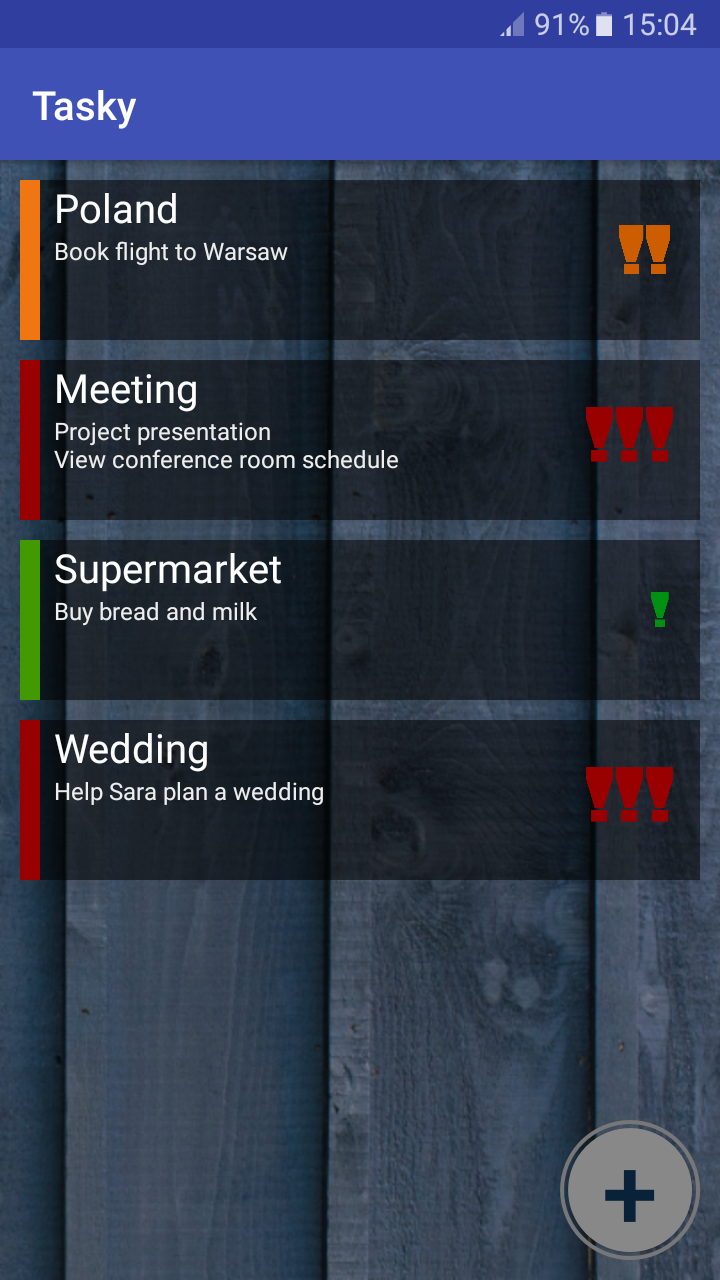 91% 15:04
Tasky
Poland
Book flight to Warsaw
!!
Meeting
Project presentation
View conference room schedule
!!!
Supermarket
Buy bread and milk
!
Wedding
Help Sara plan a wedding
!!!
+